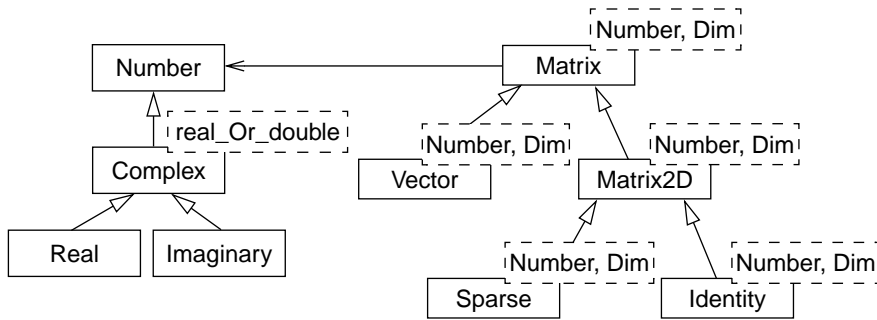 Number, Dim
Number
Matrix
real_Or_double
Number, Dim
Number, Dim
Complex
Vector
Matrix2D
Real
Imaginary
Number, Dim
Number, Dim
Sparse
Identity